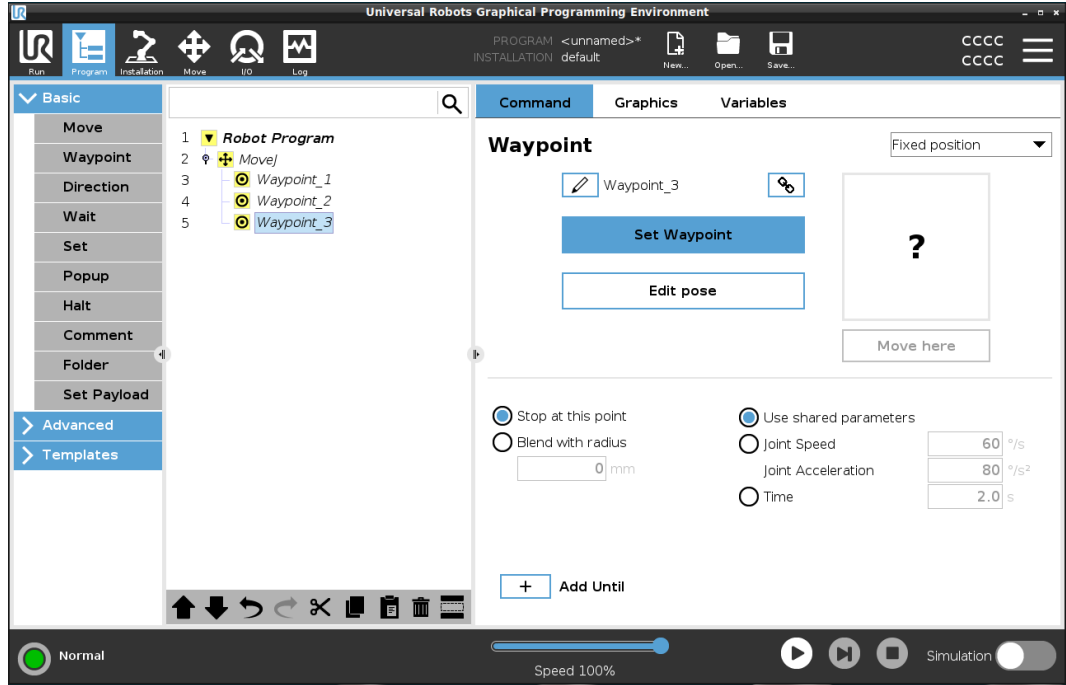 UR
Universal Robots Graphical Programming Environment
UR
Run
Program
Installation
Move
I/O
Log
PROGRAM <unnamed>*
INSTALLATION default
New...
Open...
Save...
CCCC
CCCC
Basic
Move
Waypoint
Direction
Wait
Set
Popup
Halt
Comment
Folder
Set Payload
Advanced
Templates
1 Robot Program
2 MoveJ
3 Waypoint_1
4 Waypoint_2
5 Waypoint_3
Command Graphics Variables
Waypoint
Fixed position
Waypoint_3
Set Waypoint
Edit pose
?
Move here
Stop at this point
Blend with radius
0 mm
Use shared parameters
Joint Speed 60 °/s
Joint Acceleration 80 °/s²
Time 2.0 s
+ Add Until
Normal
Speed 100%
Simulation